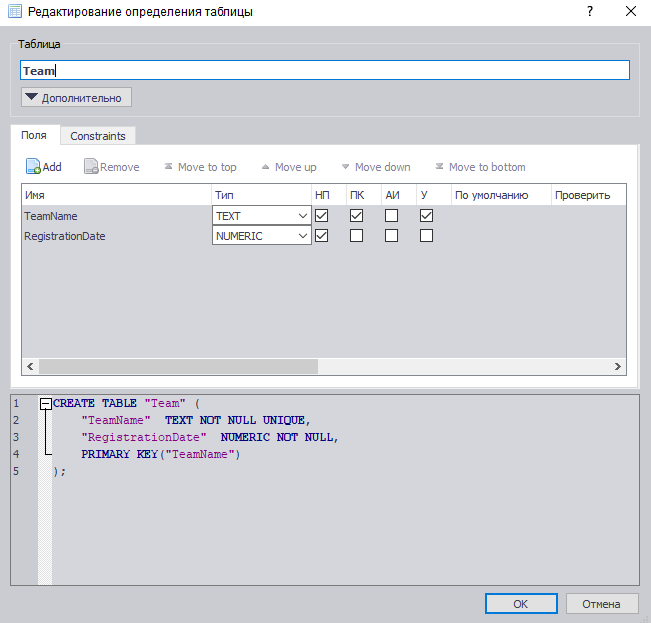 Редактирование определения таблицы
?
Таблица
Team
Дополнительно
Поля Constraints
Add Remove Move to top Move up Move down Move to bottom
Имя Тип НП ПК АИ У По умолчанию Проверить
TeamName TEXT
RegistrationDate NUMERIC
1 CREATE TABLE "Team" (
2 "TeamName" TEXT NOT NULL UNIQUE,
3 "RegistrationDate" NUMERIC NOT NULL,
4 PRIMARY KEY("TeamName")
5 );
OK Отмена